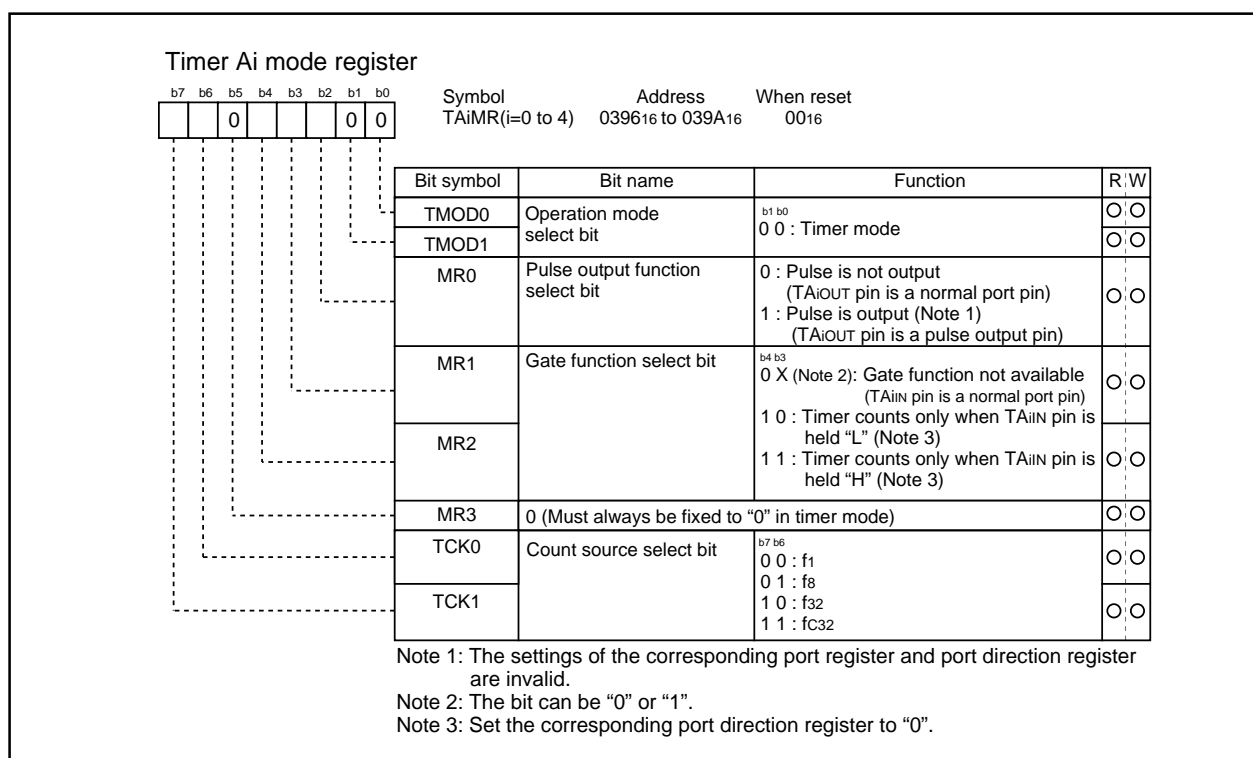 Timer Ai mode register
b7 b6 b5 b4 b3 b2 b1 b0
0 0 0
Symbol Address When reset
TAiMR(i=0 to 4) 039616 to 039A16 0016
Bit symbol Bit name Function R W
TMOD0 Operation mode select bit b1 b0
0 0 : Timer mode
TMOD1
MR0 Pulse output function select bit 0 : Pulse is not output
(TAiOUT pin is a normal port pin)
1 : Pulse is output (Note 1)
(TAiOUT pin is a pulse output pin)
MR1 Gate function select bit b4 b3
0 X (Note 2): Gate function not available
(TAiIN pin is a normal port pin)
1 0 : Timer counts only when TAiIN pin is
held “L” (Note 3)
MR2
1 1 : Timer counts only when TAiIN pin is
held “H” (Note 3)
MR3 0 (Must always be fixed to “0” in timer mode)
TCK0 Count source select bit b7 b6
0 0 : f1
0 1 : f8
TCK1
1 0 : f32
1 1 : fC32
Note 1: The settings of the corresponding port register and port direction register
are invalid.
Note 2: The bit can be “0” or “1”.
Note 3: Set the corresponding port direction register to “0”.